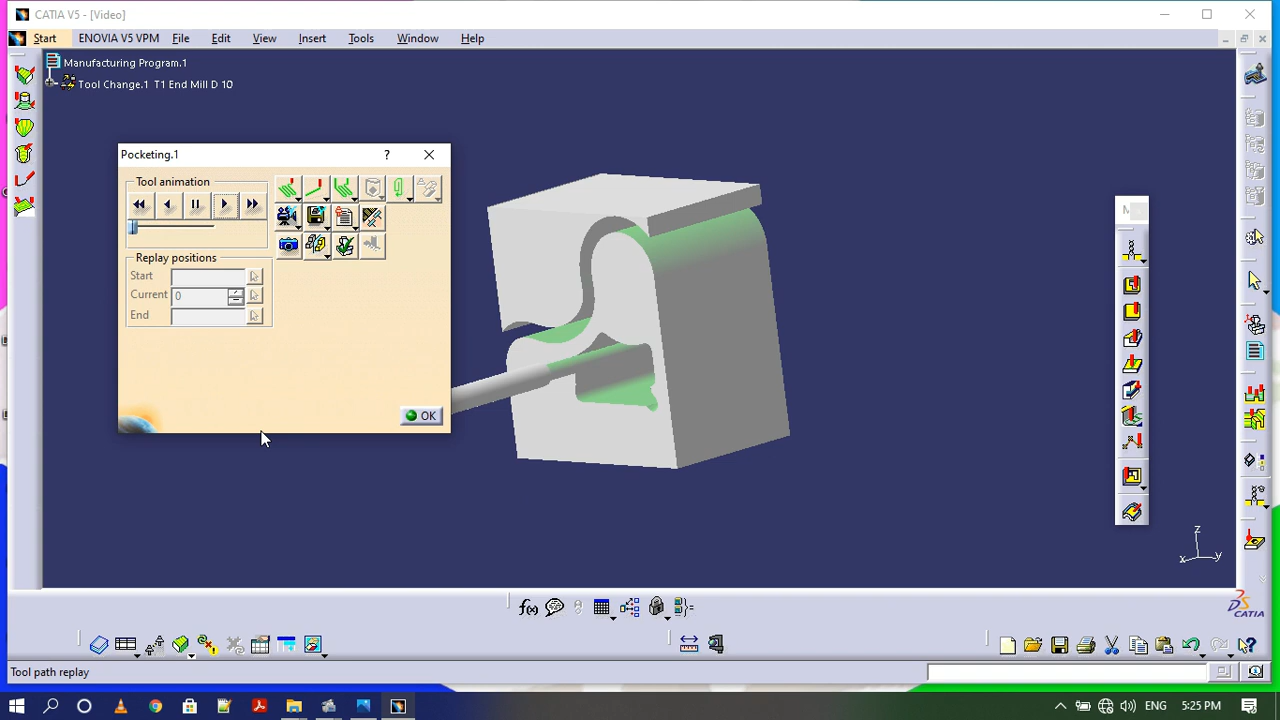 CATIA V5 - [Video]
Start ENOVIA V5 VPM File Edit View Insert Tools Window Help
Manufacturing Program.1
Tool Change.1 T1 End Mill D 10
Pocketing.1 ?
Tool animation
Replay positions
Start
Current 0
End
OK
M
z
x y
f(x)
DS CATIA
Tool path replay
ENG 5:25 PM